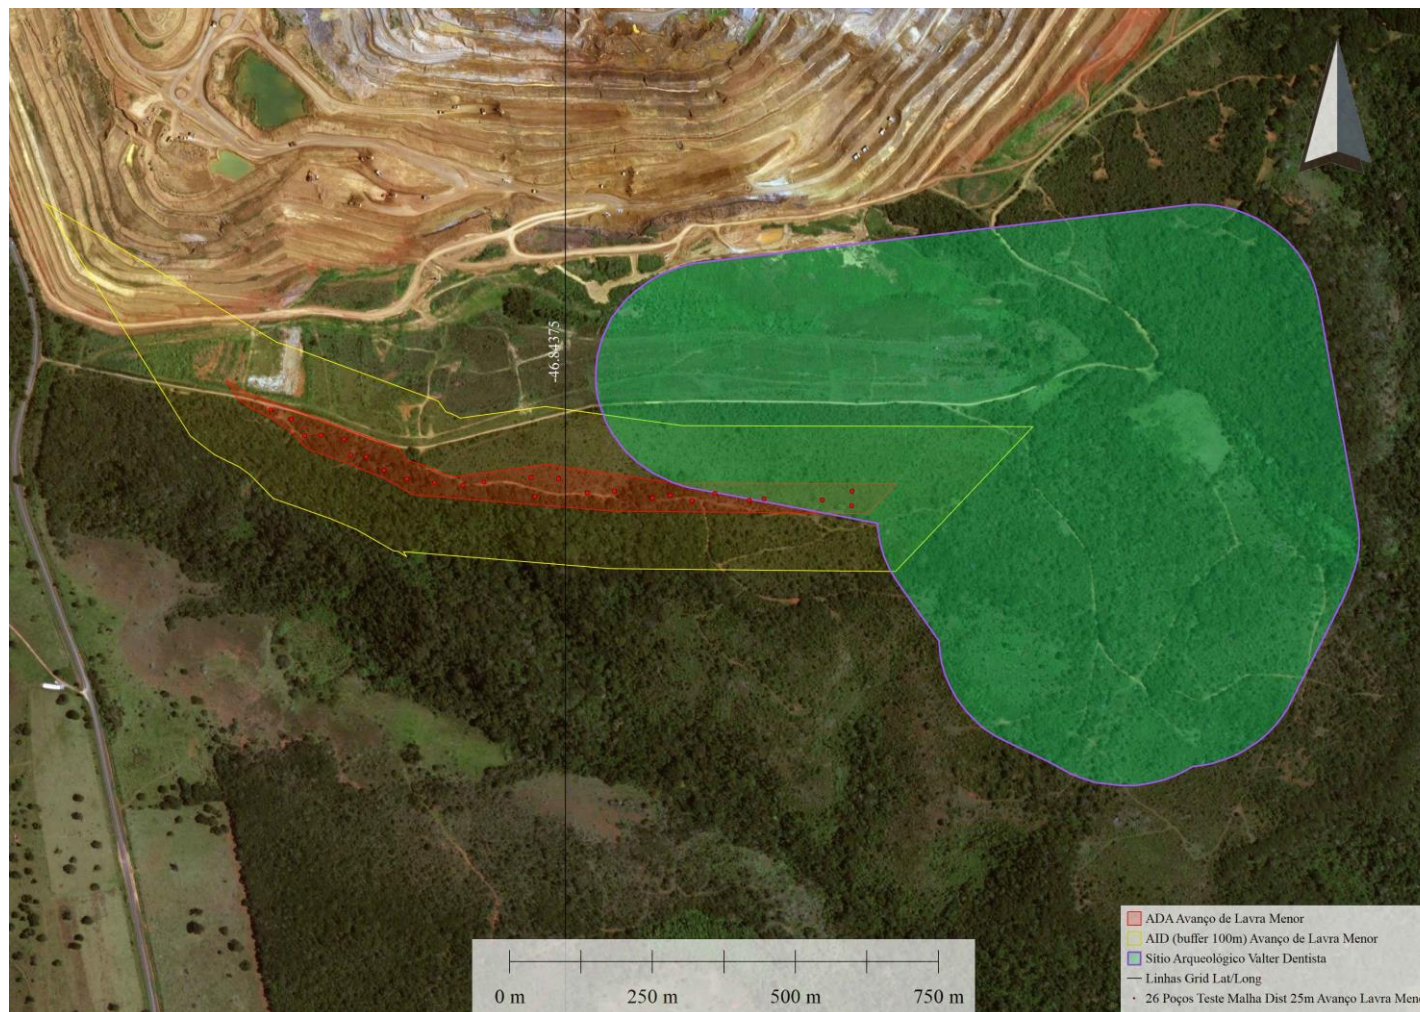 -46.84375
ADA Avanço de Lavra Menor
AID (buffer 100m) Avanço de Lavra Menor
Sítio Arqueológico Valter Dentista
Linhas Grid Lat/Long
26 Poços Teste Malha Dist 25m Avanço Lavra Men
0 m 250 m 500 m 750 m